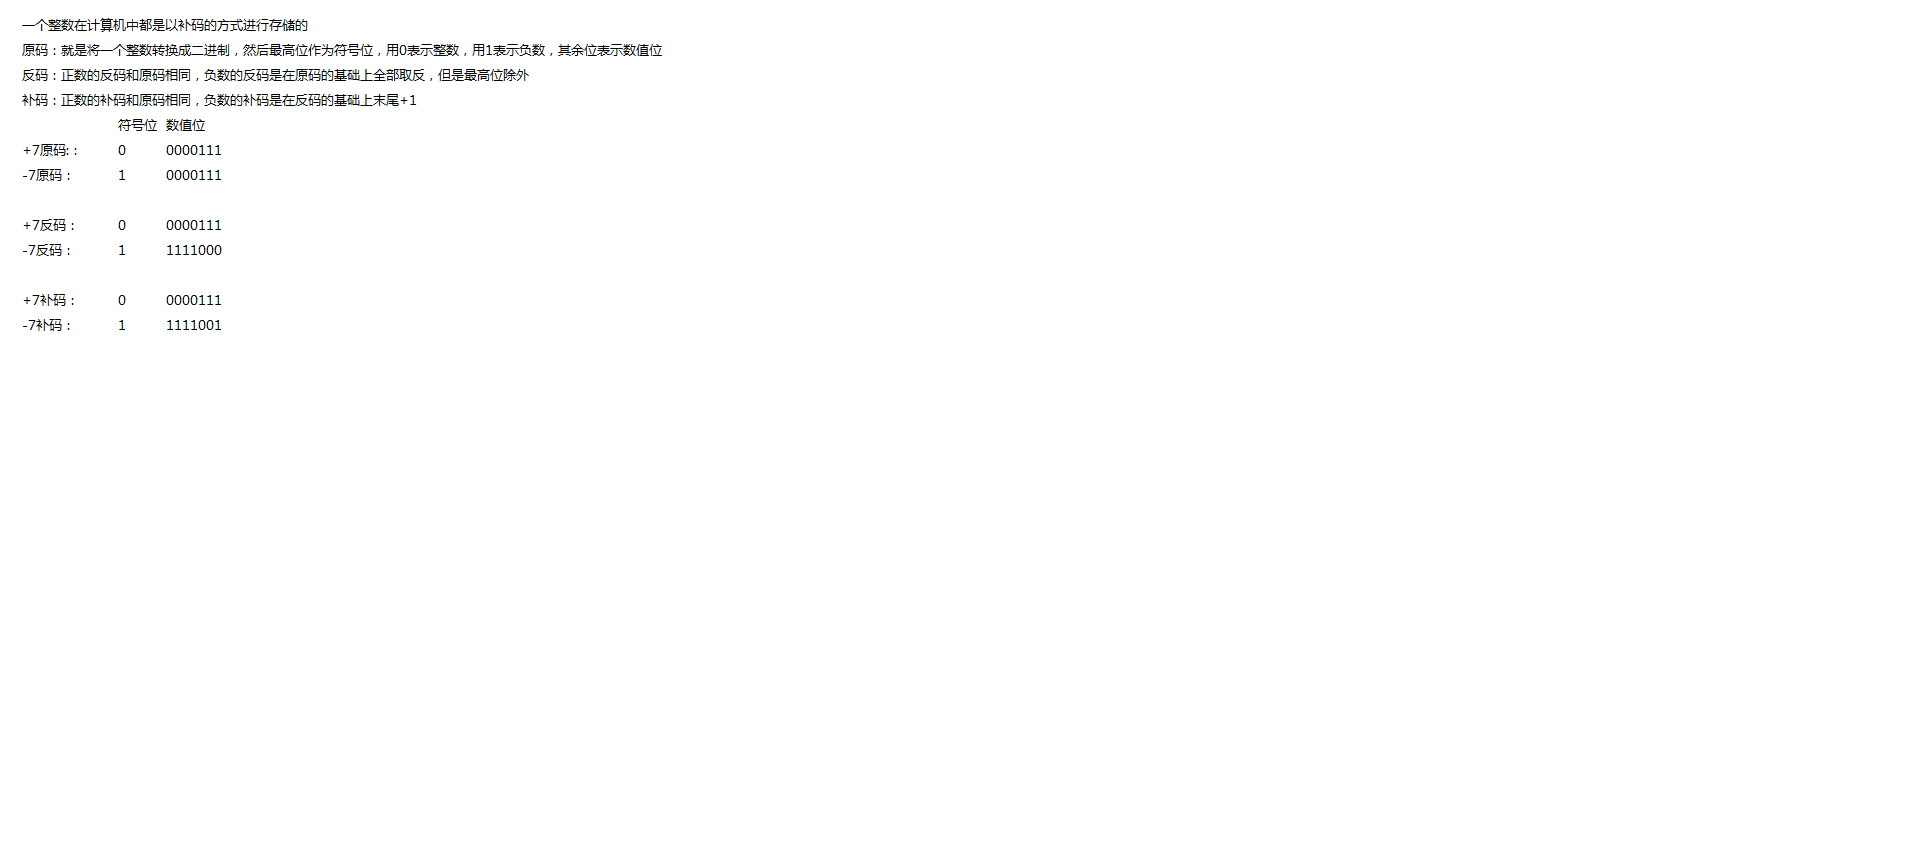 一个整数在计算机中都是以补码的方式进行存储的
原码：就是将一个整数转换成二进制，然后最高位作为符号位，用0表示整数，用1表示负数，其余位表示数值位
反码：正数的反码和原码相同，负数的反码是在原码的基础上全部取反，但是最高位除外
补码：正数的补码和原码相同，负数的补码是在反码的基础上末尾+1
符号位 数值位
+7原码:： 0 0000111
-7原码： 1 0000111
+7反码： 0 0000111
-7反码： 1 1111000
+7补码： 0 0000111
-7补码： 1 1111001